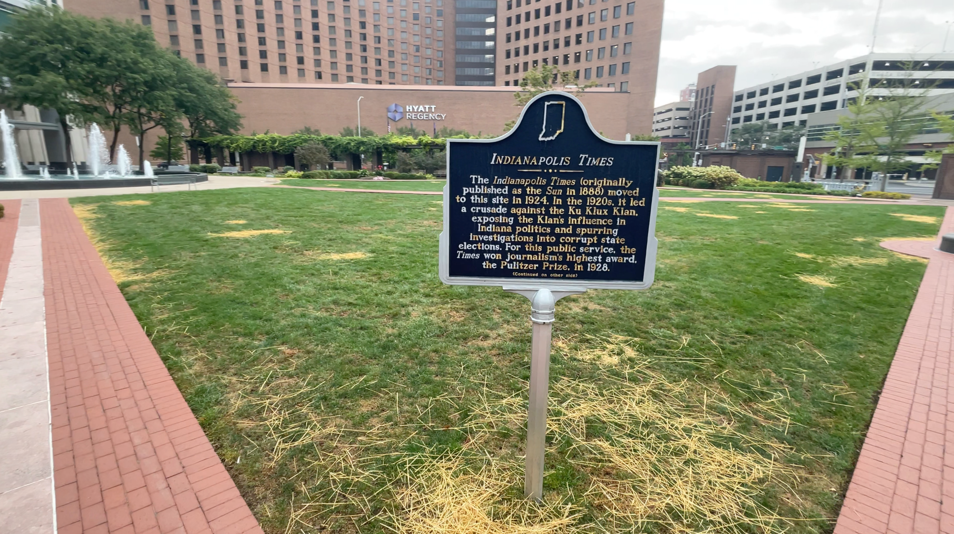 HYATT
REGENCY
INDIANAPOLIS TIMES
The Indianapolis Times (originally
published as the Sun in 1888) moved
to this site in 1924. In the 1920s, it led
a crusade against the Ku Klux Klan,
exposing the Klan's influence in
Indiana politics and spurring
investigations into corrupt state
elections. For this public service, the
Times won journalism's highest award,
the Pulitzer Prize, in 1928.
(Continued on other side)